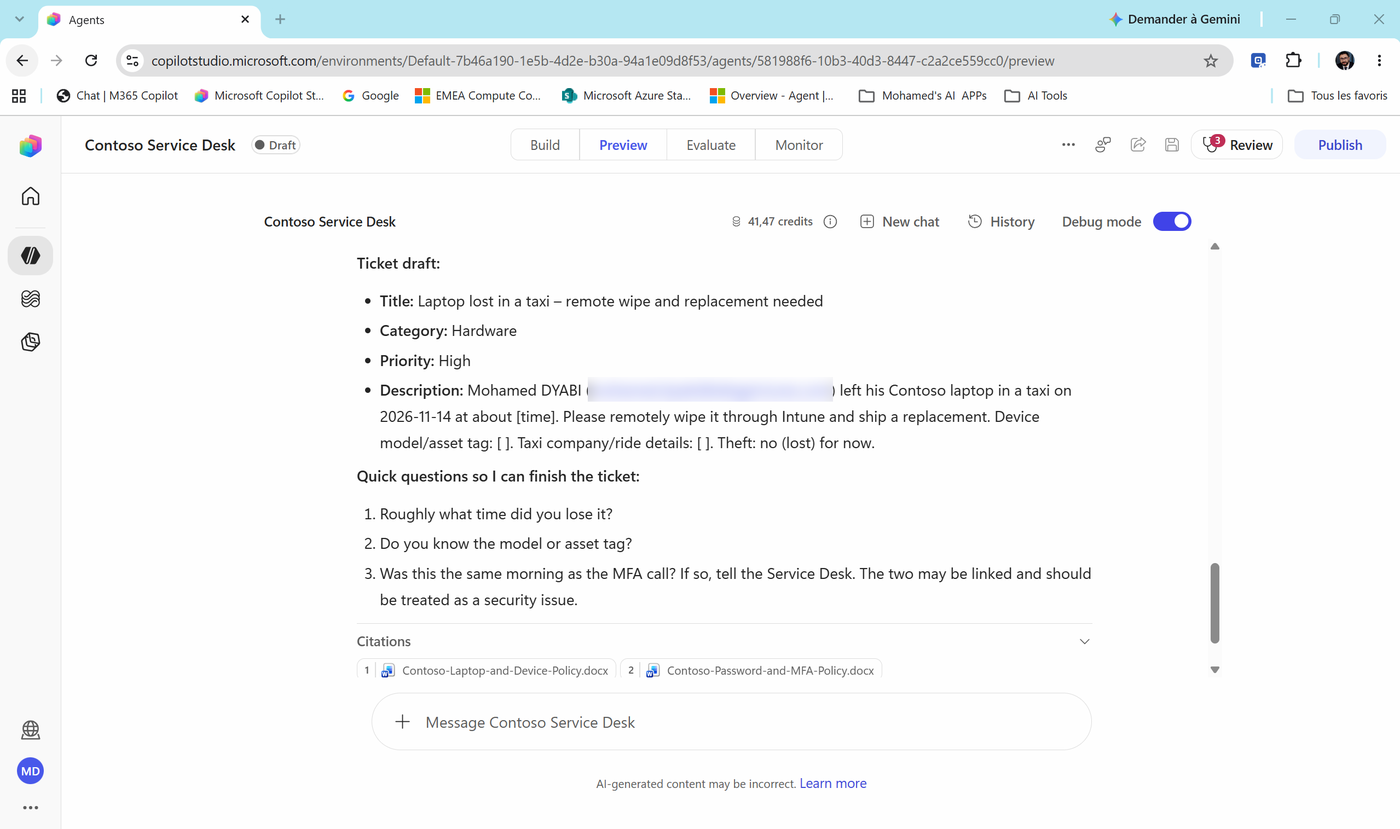 Agents
Demander à Gemini
copilotstudio.microsoft.com/environments/Default-7b46a190-1e5b-4d2e-b30a-94a1e09d8f53/agents/581988f6-10b3-40d3-8447-c2a2ce559cc0/preview
Chat | M365 Copilot
Microsoft Copilot St...
Google
EMEA Compute Co...
Microsoft Azure Sta...
Overview - Agent |...
Mohamed's AI APPs
AI Tools
Tous les favoris
Contoso Service Desk
Draft
Build
Preview
Evaluate
Monitor
3
Review
Publish
Contoso Service Desk
41,47 credits
New chat
History
Debug mode
Ticket draft:
• Title: Laptop lost in a taxi – remote wipe and replacement needed
• Category: Hardware
• Priority: High
• Description: Mohamed DYABI ( ) left his Contoso laptop in a taxi on
2026-11-14 at about [time]. Please remotely wipe it through Intune and ship a replacement. Device
model/asset tag: [ ]. Taxi company/ride details: [ ]. Theft: no (lost) for now.
Quick questions so I can finish the ticket:
1. Roughly what time did you lose it?
2. Do you know the model or asset tag?
3. Was this the same morning as the MFA call? If so, tell the Service Desk. The two may be linked and should
be treated as a security issue.
Citations
1 Contoso-Laptop-and-Device-Policy.docx
2 Contoso-Password-and-MFA-Policy.docx
Message Contoso Service Desk
MD
AI-generated content may be incorrect. Learn more